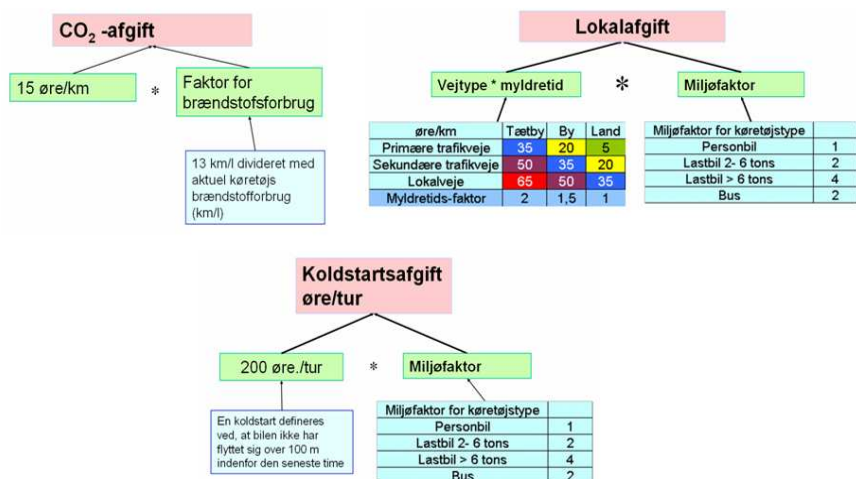 CO₂ -afgift
15 øre/km
*
Faktor for
brændstofsforbrug
13 km/l divideret med
aktuel køretøjs
brændstofforbrug
(km/l)
Lokalafgift
Vejtype * myldretid
*
Miljøfaktor
øre/km Tætby By Land
Primære trafikveje 35 20 5
Sekundære trafikveje 50 35 20
Lokalveje 65 50 35
Myldretids-faktor 2 1,5 1
Miljøfaktor for køretøjstype
Personbil 1
Lastbil 2- 6 tons 2
Lastbil > 6 tons 4
Bus 2
Koldstartsafgift
øre/tur
200 øre./tur
*
Miljøfaktor
En koldstart defineres
ved, at bilen ikke har
flyttet sig over 100 m
indenfor den seneste time
Miljøfaktor for køretøjstype
Personbil 1
Lastbil 2- 6 tons 2
Lastbil > 6 tons 4
Bus 2